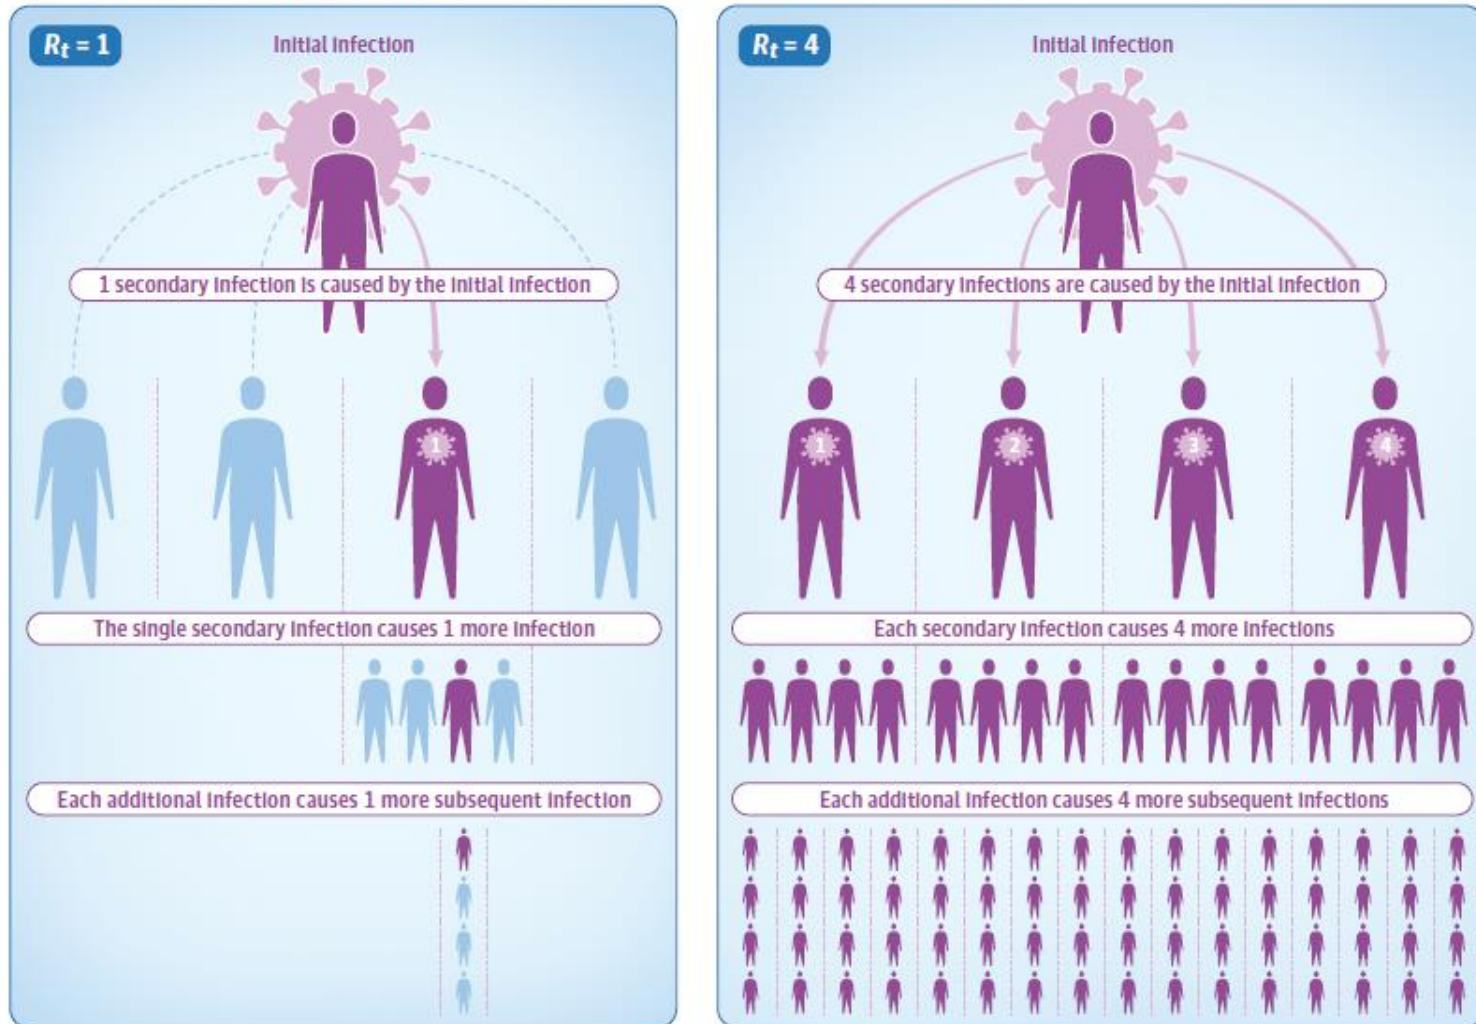 Rt = 1
Initial infection
1 secondary infection is caused by the initial infection
1
The single secondary infection causes 1 more infection
Each additional infection causes 1 more subsequent infection
Rt = 4
Initial infection
4 secondary infections are caused by the initial infection
1 2 3 4
Each secondary infection causes 4 more infections
Each additional infection causes 4 more subsequent infections